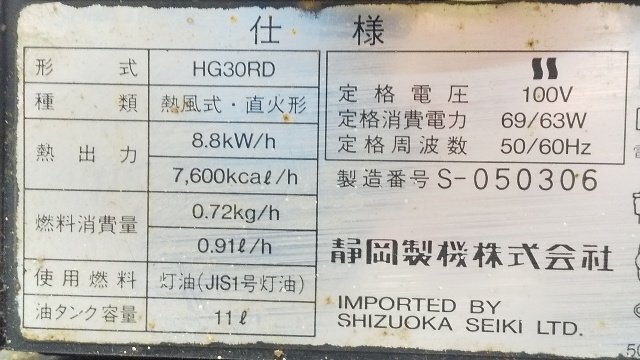 仕様
形式 HG30RD
種類 熱風式・直火形
熱出力 8.8kW/h
7,600kcaℓ/h
燃料消費量 0.72kg/h
0.91ℓ/h
使用燃料 灯油(JIS1号灯油)
油タンク容量 11ℓ
定格電圧 100V
定格消費電力 69/63W
定格周波数 50/60Hz
製造番号 S-050306
静岡製機株式会社
IMPORTED BY
SHIZUOKA SEIKI LTD.